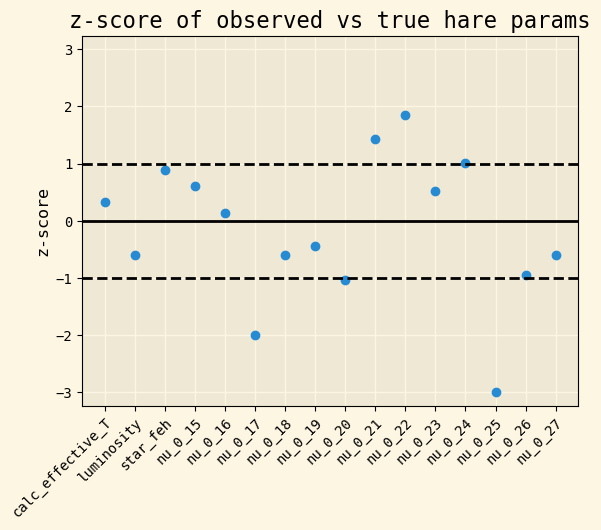 z-score of observed vs true hare params
z-score
3
2
1
0
−1
−2
−3
calc_effective_T
luminosity
star_feh
nu_0_15
nu_0_16
nu_0_17
nu_0_18
nu_0_19
nu_0_20
nu_0_21
nu_0_22
nu_0_23
nu_0_24
nu_0_25
nu_0_26
nu_0_27